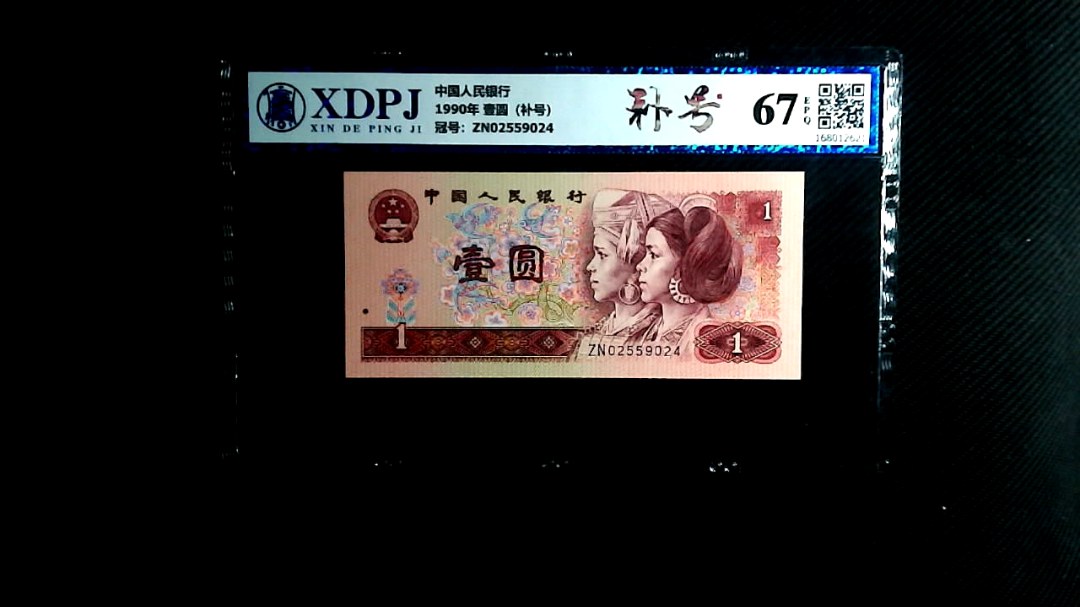 XDPJ
XIN DE PING JI
中国人民银行
1990年 壹圆 (补号)
冠号: ZN02559024
补号
67
EPQ
中国人民银行
1
壹圆
1
ZN02559024
1